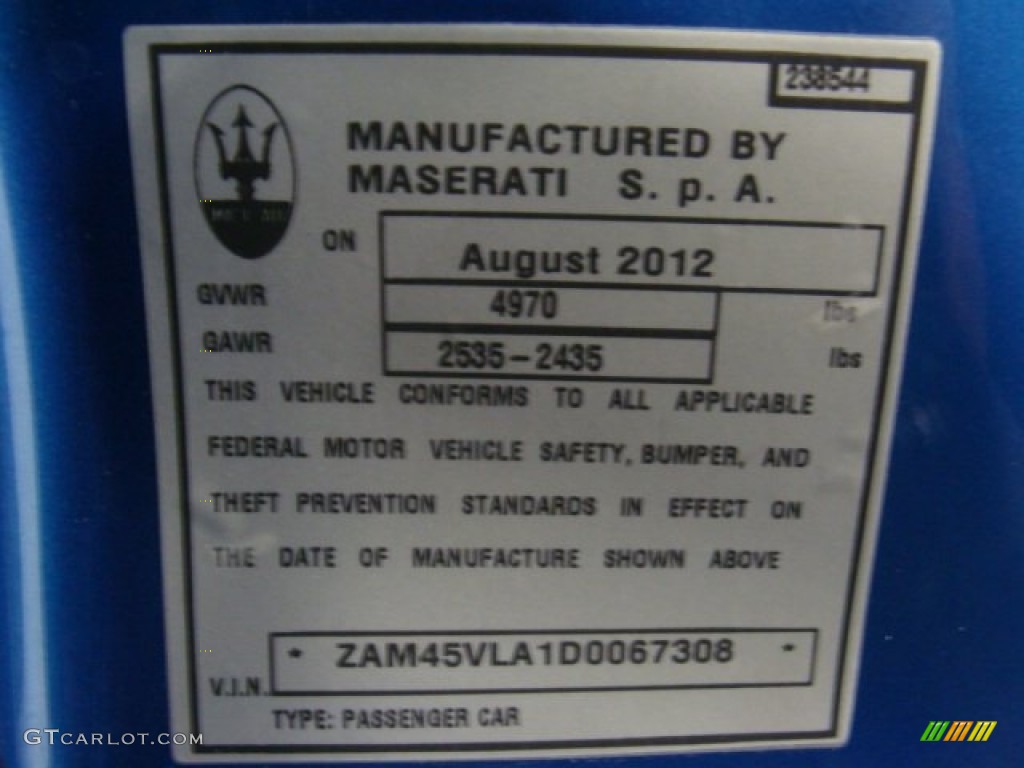 238544
MANUFACTURED BY
MASERATI S. p. A.
ON August 2012
GVWR 4970 lbs
GAWR 2535-2435 lbs
THIS VEHICLE CONFORMS TO ALL APPLICABLE
FEDERAL MOTOR VEHICLE SAFETY, BUMPER, AND
THEFT PREVENTION STANDARDS IN EFFECT ON
THE DATE OF MANUFACTURE SHOWN ABOVE
* ZAM45VLA1D0067308 *
V.I.N.
TYPE: PASSENGER CAR
GTCARLOT.COM